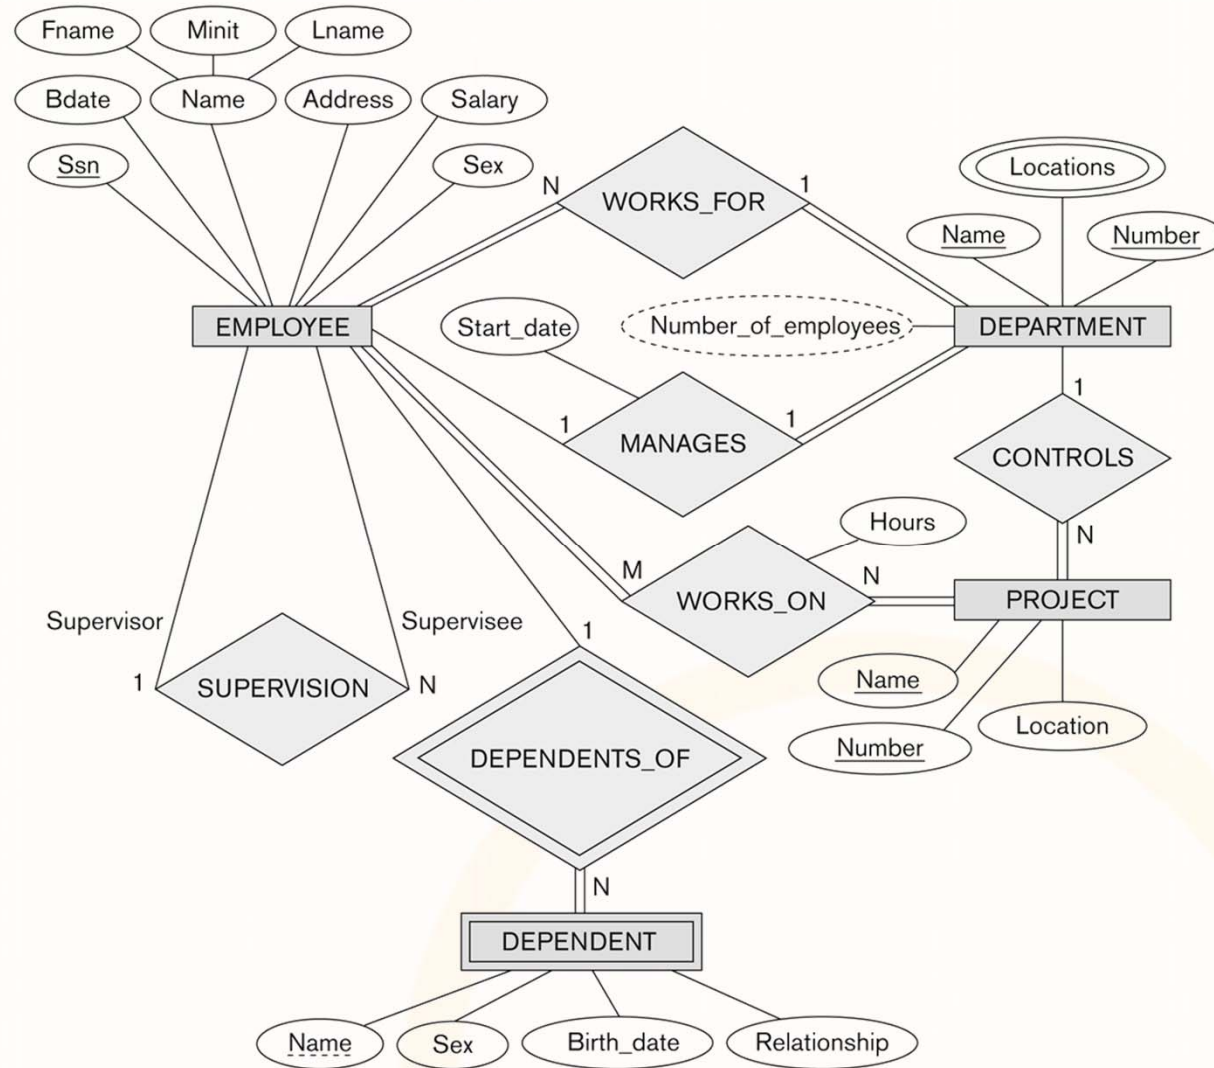 Fname Minit Lname
Bdate Name Address Salary
Ssn Sex
N WORKS_FOR 1
Locations
Name Number
EMPLOYEE Start_date Number_of_employees DEPARTMENT
1 MANAGES 1
1
CONTROLS
N
Hours
M WORKS_ON N PROJECT
Supervisor Supervisee 1
1 SUPERVISION N
Name
Number Location
DEPENDENTS_OF
N
DEPENDENT
Name Sex Birth_date Relationship